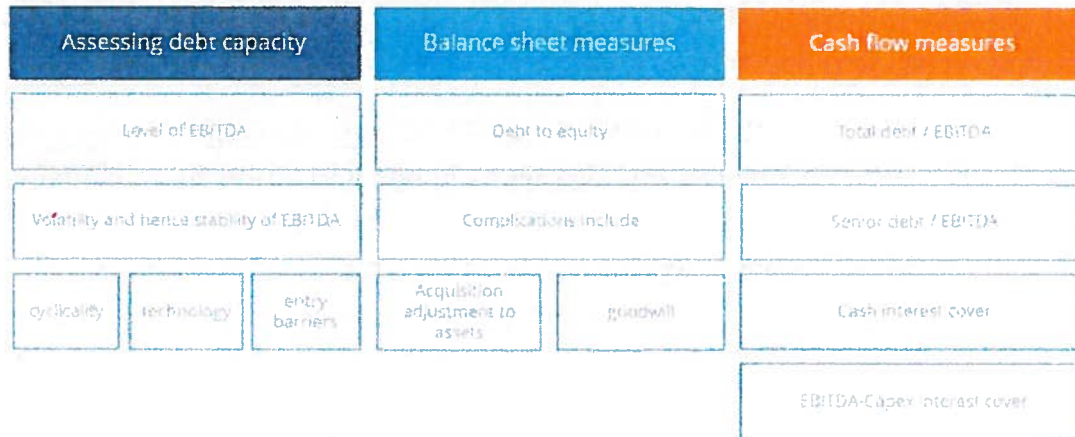 Assessing debt capacity
Balance sheet measures
Cash flow measures
Level of EBITDA
Debt to equity
Total debt / EBITDA
Volatility and hence stability of EBITDA
Complications include
Senior debt / EBITDA
cyclicality
technology
entry
barriers
Acquisition
adjustment to
assets
goodwill
Cash interest cover
EBITDA-Capex interest cover